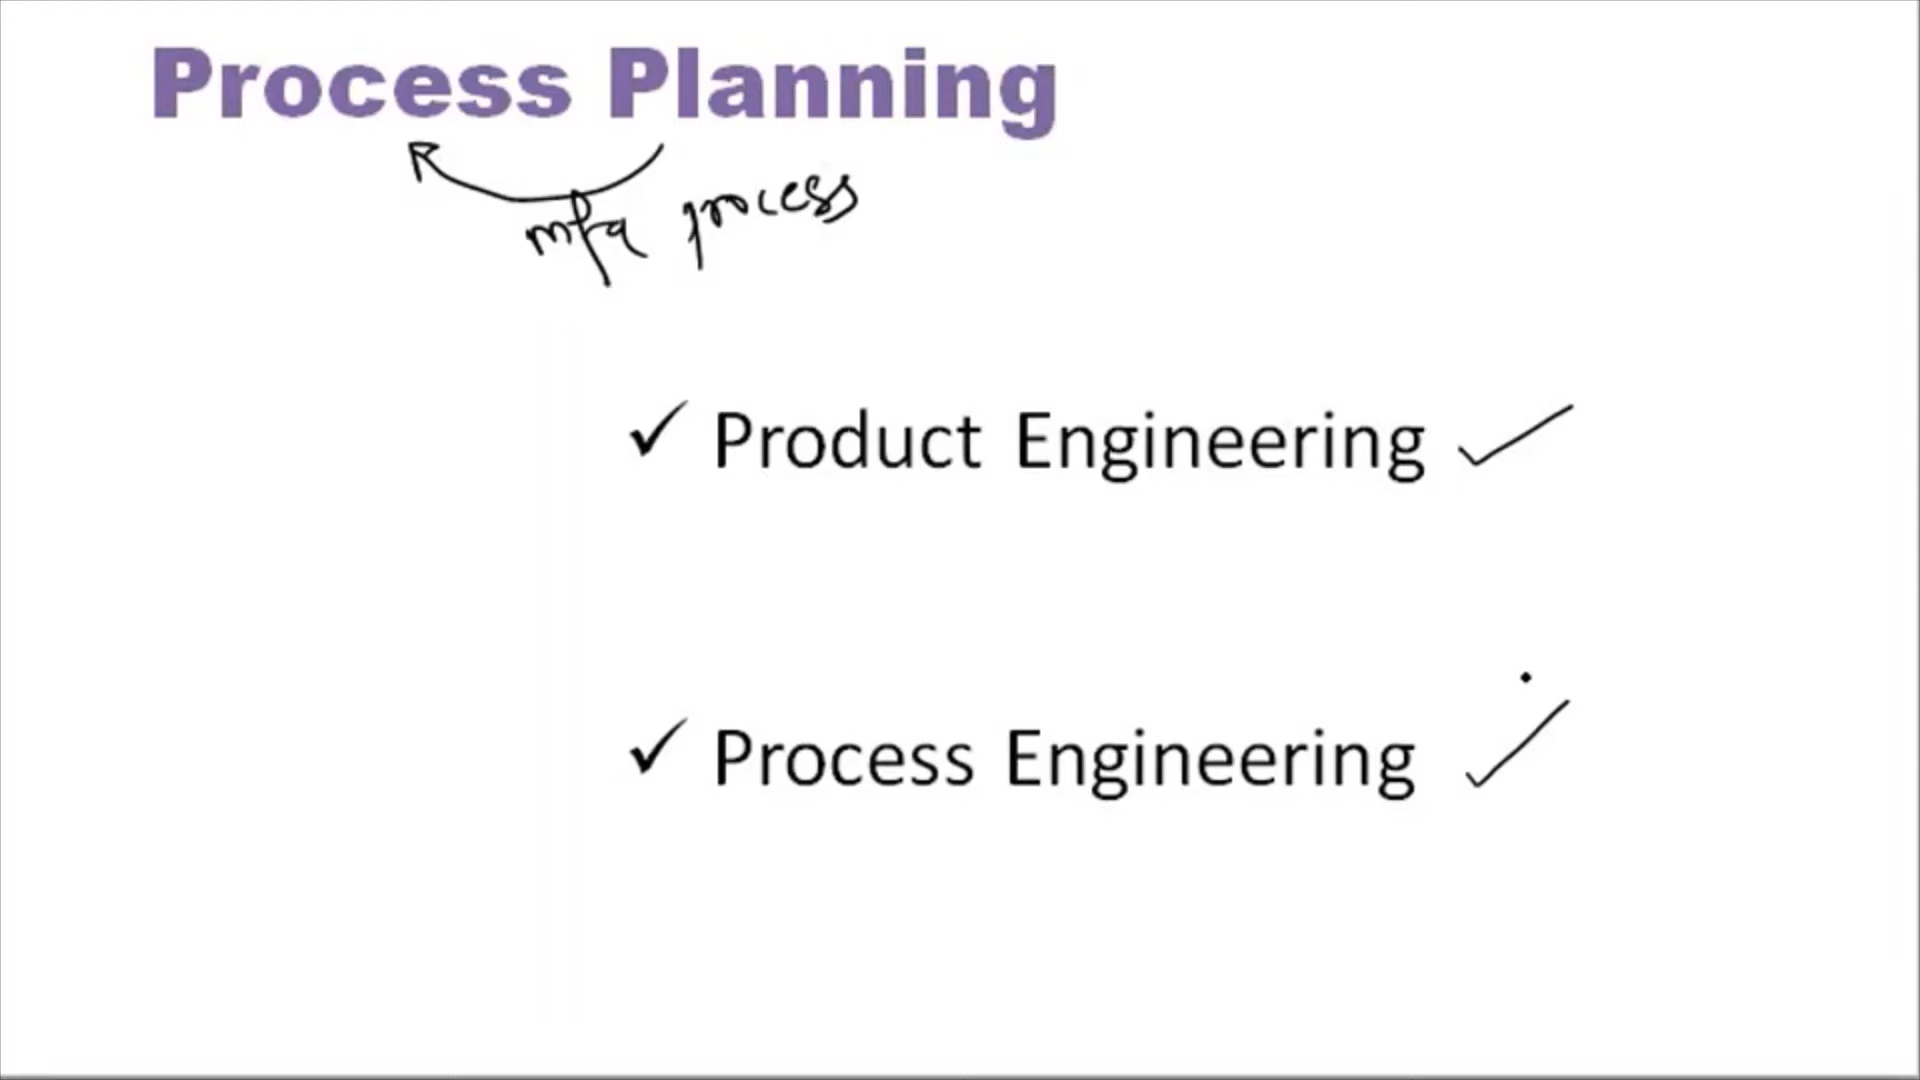 Process Planning
mfg process
✓ Product Engineering ✓
✓ Process Engineering ✓